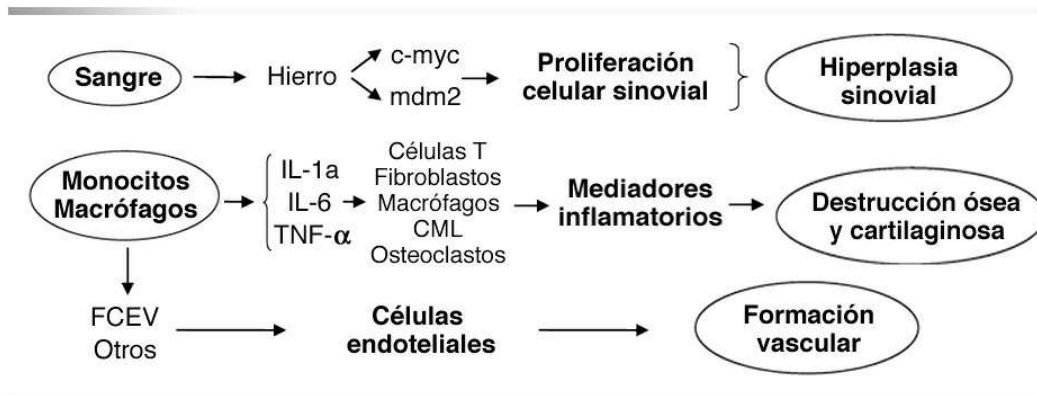 Sangre
Hierro
c-myc
mdm2
Proliferación
celular sinovial
Hiperplasia
sinovial
Monocitos
Macrófagos
IL-1a
IL-6
TNF-α
Células T
Fibroblastos
Macrófagos
CML
Osteoclastos
Mediadores
inflamatorios
Destrucción ósea
y cartilaginosa
FCEV
Otros
Células
endoteliales
Formación
vascular